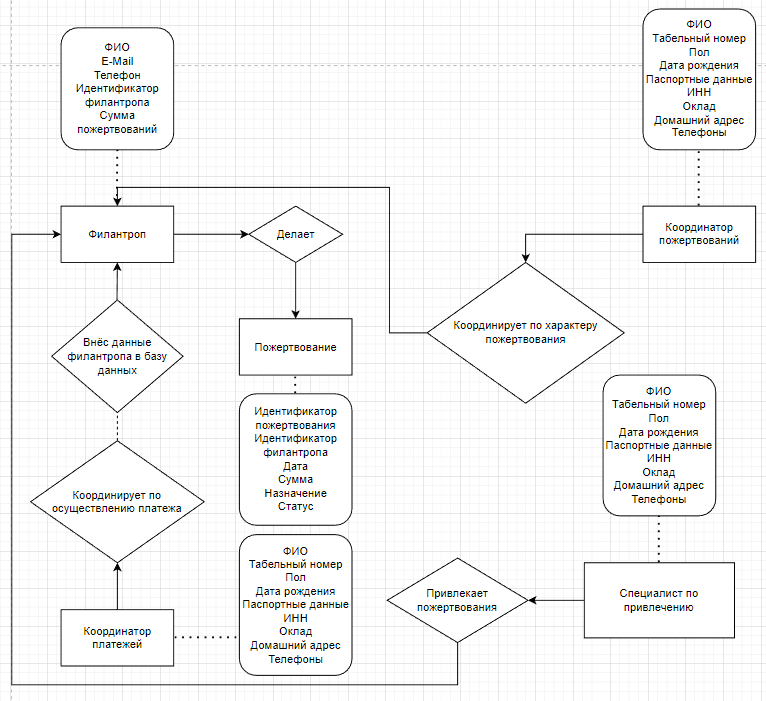 ФИО
E-Mail
Телефон
Идентификатор
филантропа
Сумма
пожертвований
ФИО
Табельный номер
Пол
Дата рождения
Паспортные данные
ИНН
Оклад
Домашний адрес
Телефоны
Филантроп
Делает
Координатор
пожертвований
Координирует по характеру
пожертвования
Внёс данные
филантропа в базу
данных
Пожертвование
Идентификатор
пожертвования
Идентификатор
филантропа
Дата
Сумма
Назначение
Статус
ФИО
Табельный номер
Пол
Дата рождения
Паспортные данные
ИНН
Оклад
Домашний адрес
Телефоны
Координирует по
осуществлению платежа
ФИО
Табельный номер
Пол
Дата рождения
Паспортные данные
ИНН
Оклад
Домашний адрес
Телефоны
Привлекает
пожертвования
Специалист по
привлечению
Координатор
платежей